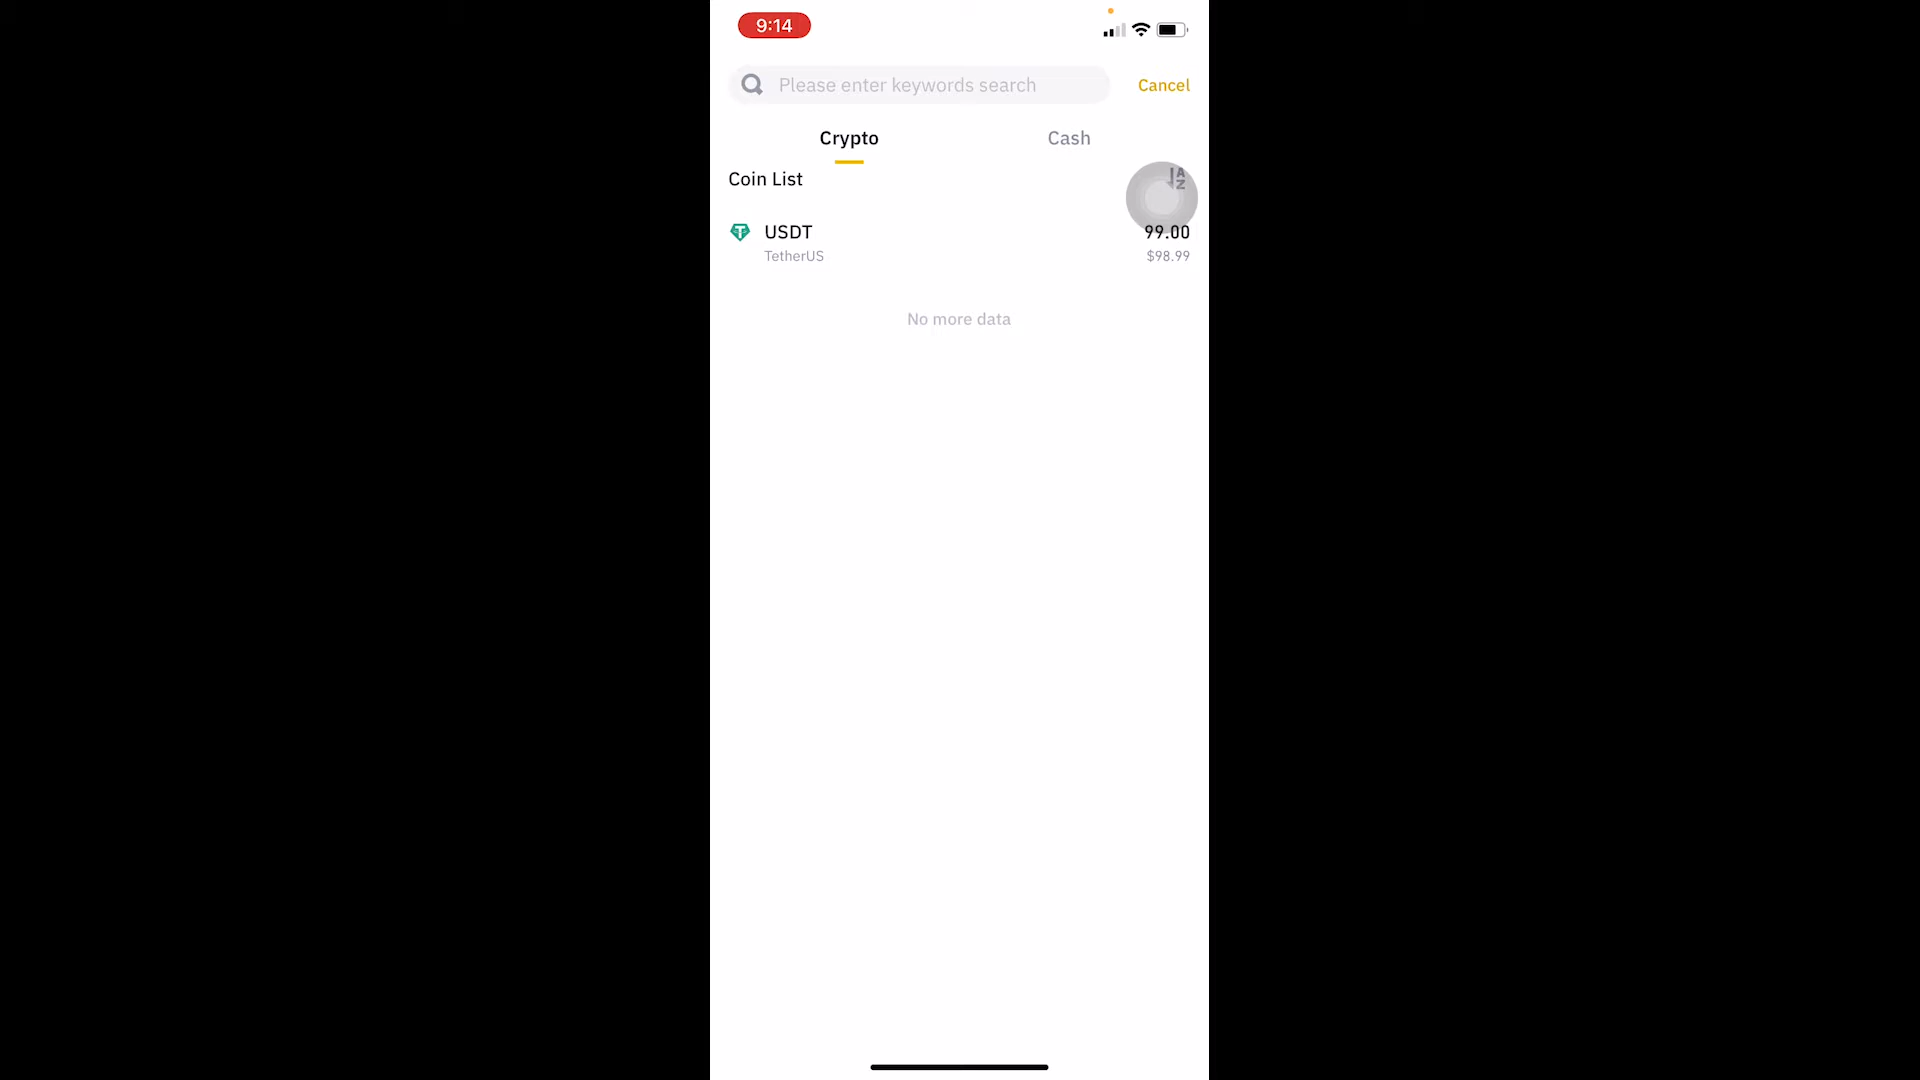 9:14
Please enter keywords search
Cancel
Crypto
Cash
Coin List
A
Z
USDT
99.00
TetherUS
$98.99
No more data